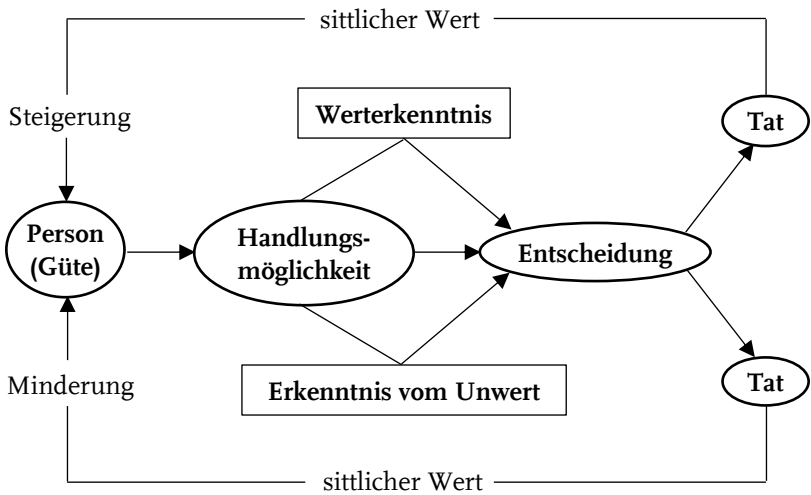 sittlicher Wert
Steigerung
Werterkenntnis
Tat
Person
(Güte)
Handlungs-
möglichkeit
Entscheidung
Minderung
Erkenntnis vom Unwert
Tat
sittlicher Wert